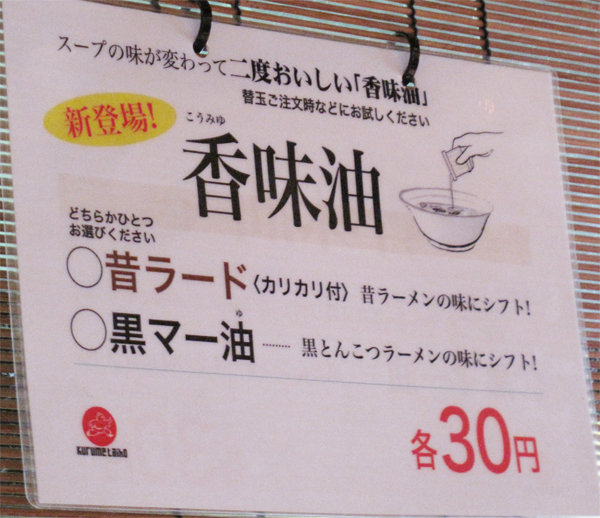 スープの味が変わって二度おいしい「香味油」
替玉ご注文時などにお試しください
新登場!
こうみゆ
香味油
どちらかひとつ
お選びください
○昔ラード〈カリカリ付〉昔ラーメンの味にシフト!
ゆ
○黒マー油………黒とんこつラーメンの味にシフト!
各30円
Kurume taiho